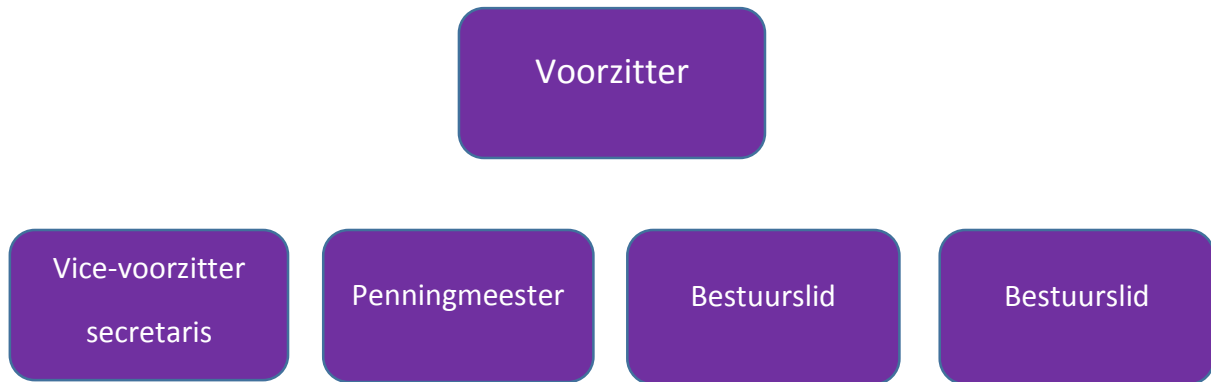 Voorzitter
Vice-voorzitter
secretaris
Penningmeester
Bestuurslid
Bestuurslid